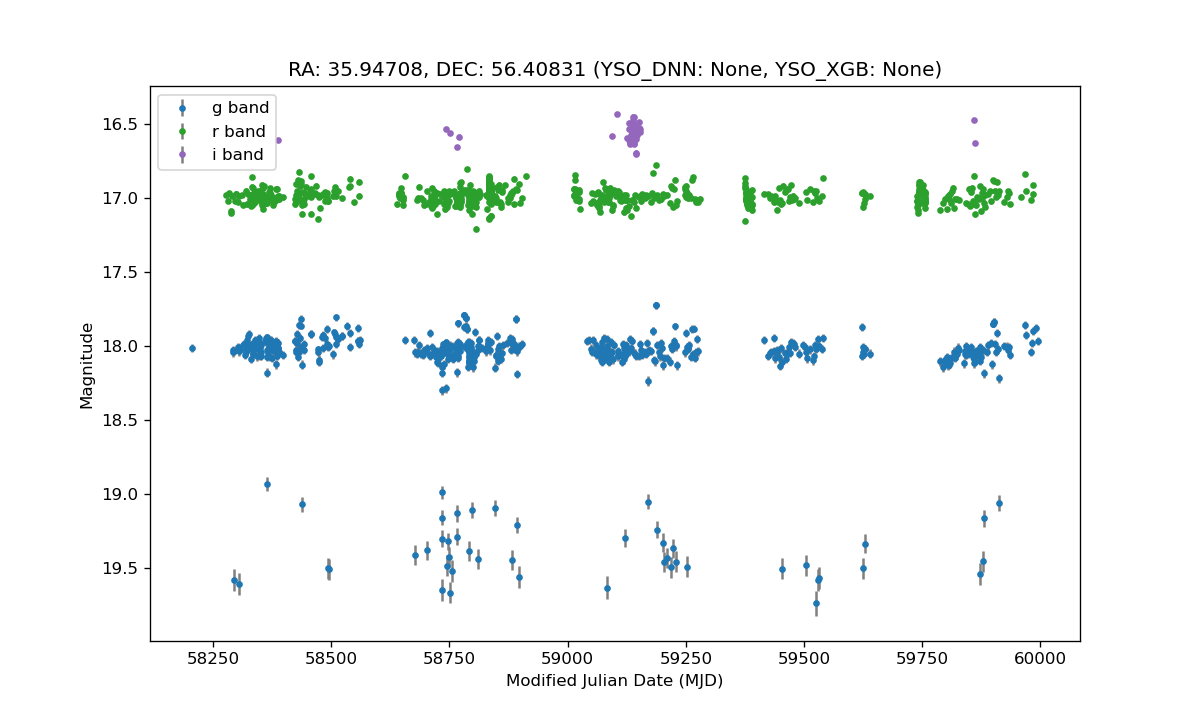 RA: 35.94708, DEC: 56.40831 (YSO_DNN: None, YSO_XGB: None)
g band
r band
i band
16.5
17.0
17.5
18.0
18.5
19.0
19.5
Magnitude
58250 58500 58750 59000 59250 59500 59750 60000
Modified Julian Date (MJD)